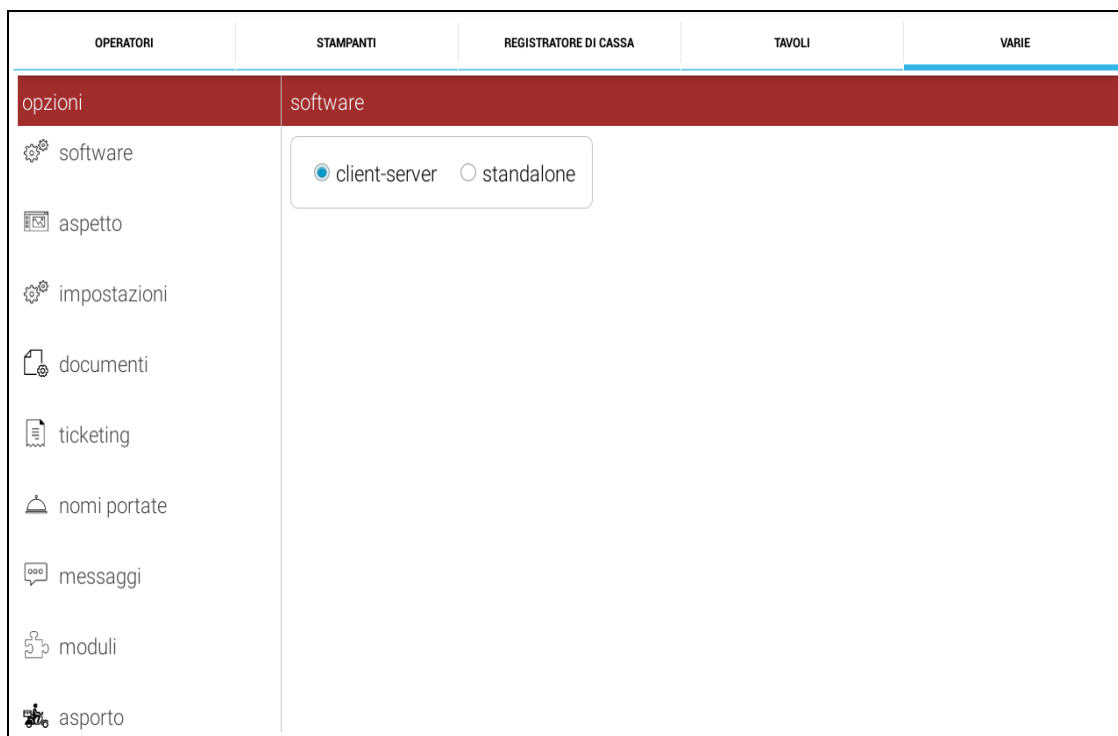 OPERATORI STAMPANTI REGISTRATORE DI CASSA TAVOLI VARIE
opzioni software
software
client-server standalone
aspetto
impostazioni
documenti
ticketing
nomi portate
messaggi
moduli
asporto